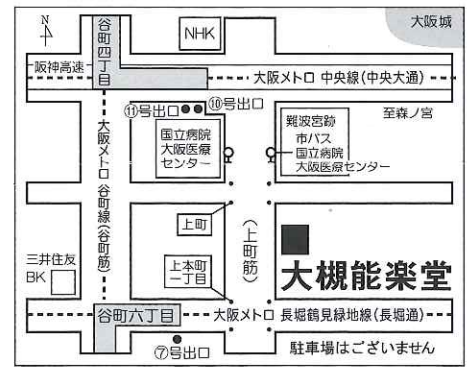 N
谷町四丁目
NHK
大阪城
阪神高速
大阪メトロ 中央線(中央大通)
⑪号出口
⑩号出口
至森ノ宮
国立病院
大阪医療
センター
難波宮跡
市バス
国立病院
大阪医療センター
大阪メトロ 谷町線(谷町筋)
上町
(上町筋)
三井住友
BK
上本町
一丁目
大槻能楽堂
谷町六丁目
大阪メトロ 長堀鶴見緑地線(長堀通)
⑦号出口
駐車場はございません